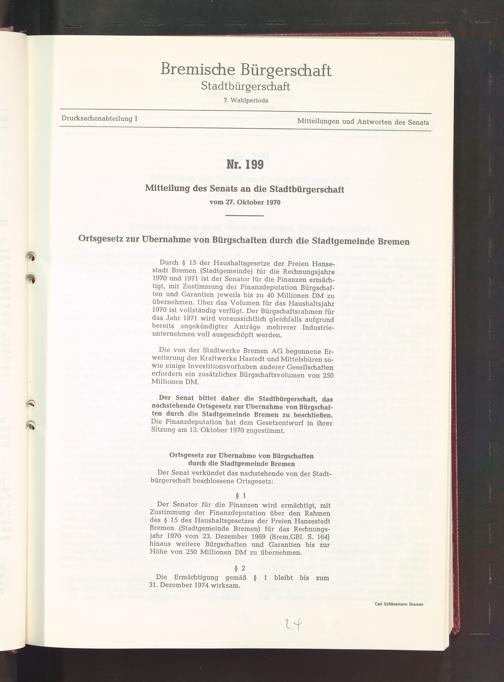 Bremische Bürgerschaft
Stadtbürgerschaft
7. Wahlperiode
Drucksachenabteilung I
Mitteilungen und Antworten des Senats
Nr. 199
Mitteilung des Senats an die Stadtbürgerschaft
vom 27. Oktober 1970
Ortsgesetz zur Übernahme von Bürgschaften durch die Stadtgemeinde Bremen
Durch § 15 der Haushaltsgesetze der Freien Hanse-
stadt Bremen (Stadtgemeinde) für die Rechnungsjahre
1970 und 1971 ist der Senator für die Finanzen ermäch-
tigt, mit Zustimmung der Finanzdeputation Bürgschaf-
ten und Garantien jeweils bis zu 40 Millionen DM zu
übernehmen. Über das Volumen für das Haushaltsjahr
1970 ist vollständig verfügt. Der Bürgschaftsrahmen für
das Jahr 1971 wird voraussichtlich gleichfalls aufgrund
bereits angekündigter Anträge mehrerer Industrie-
unternehmen voll ausgeschöpft werden.
Die von der Stadtwerke Bremen AG begonnene Er-
weiterung der Kraftwerke Hastedt und Mittelsbüren so-
wie einige Investitionsvorhaben anderer Gesellschaften
erfordern ein zusätzliches Bürgschaftsvolumen von 250
Millionen DM.
Der Senat bittet daher die Stadtbürgerschaft, das
nachstehende Ortsgesetz zur Übernahme von Bürgschaf-
ten durch die Stadtgemeinde Bremen zu beschließen.
Die Finanzdeputation hat dem Gesetzentwurf in ihrer
Sitzung am 13. Oktober 1970 zugestimmt.
Ortsgesetz zur Übernahme von Bürgschaften
durch die Stadtgemeinde Bremen
Der Senat verkündet das nachstehende von der Stadt-
bürgerschaft beschlossene Ortsgesetz:
§ 1
Der Senator für die Finanzen wird ermächtigt, mit
Zustimmung der Finanzdeputation über den Rahmen
des § 15 des Haushaltsgesetzes der Freien Hansestadt
Bremen (Stadtgemeinde) für das Rechnungs-
jahr 1970 vom 23. Dezember 1969 (Brem.GBl. S. 164)
hinaus weitere Bürgschaften und Garantien bis zur
Höhe von 250 Millionen DM zu übernehmen.
§ 2
Die Ermächtigung gemäß § 1 bleibt bis zum
31. Dezember 1974 wirksam.
Carl Schünemann Bremen
24